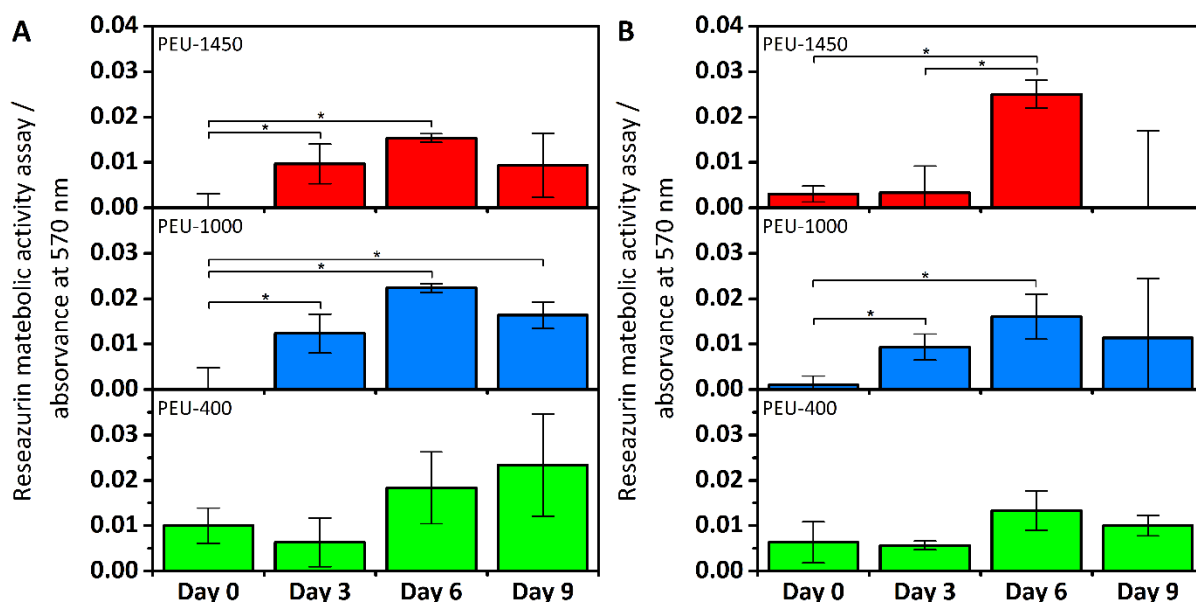 A
Reseazurin matebolic activity assay /
absorvance at 570 nm
0.04
PEU-1450
0.03
0.02
0.01
0.00
* *
PEU-1000
0.03
0.02
0.01
0.00
* * *
PEU-400
0.03
0.02
0.01
0.00
Day 0 Day 3 Day 6 Day 9
B
Reseazurin matebolic activity assay /
absorvance at 570 nm
0.04
PEU-1450
0.03
0.02
0.01
0.00
* *
PEU-1000
0.03
0.02
0.01
0.00
* *
PEU-400
0.03
0.02
0.01
0.00
Day 0 Day 3 Day 6 Day 9